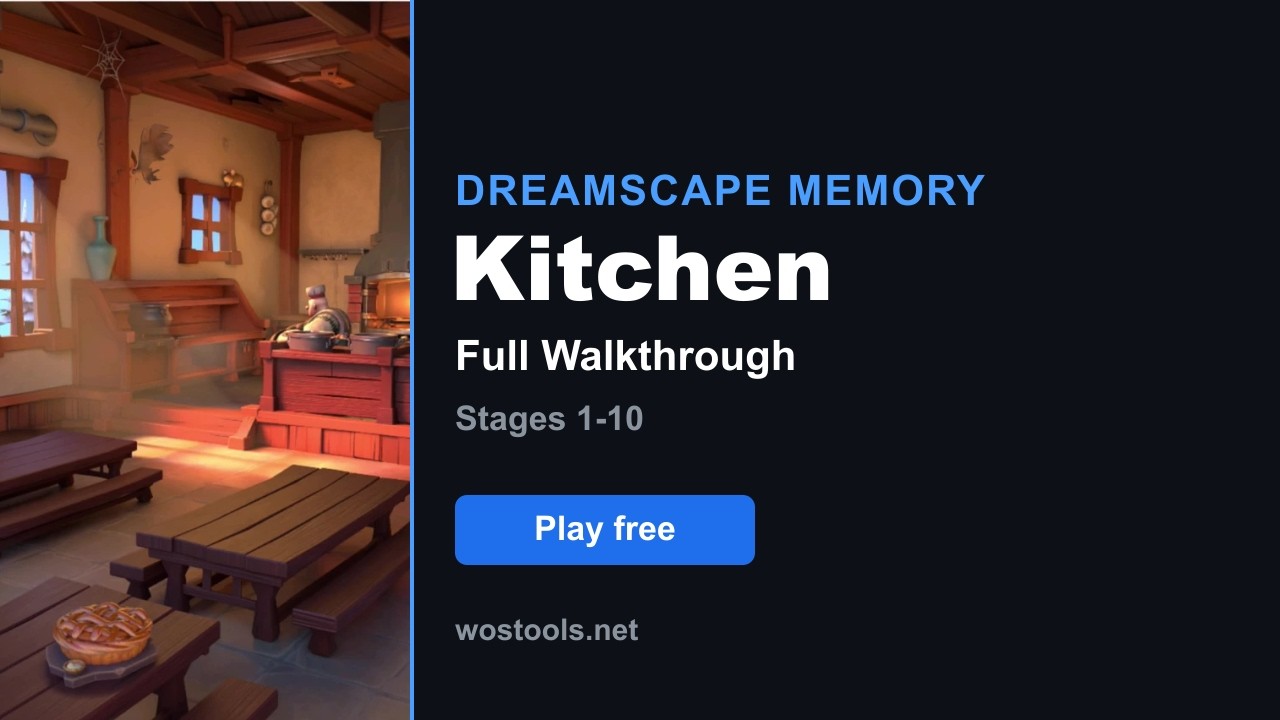 DREAMSCAPE MEMORY
Kitchen
Full Walkthrough
Stages 1-10
Play free
wostools.net